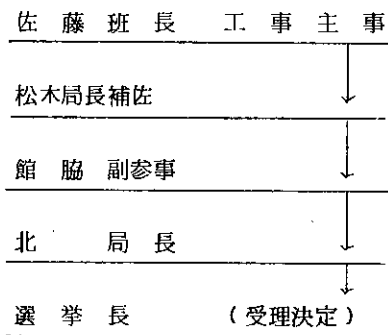 佐藤班長　工事主事
松木局長補佐
館脇副参事
北局長
選挙長　（受理決定）